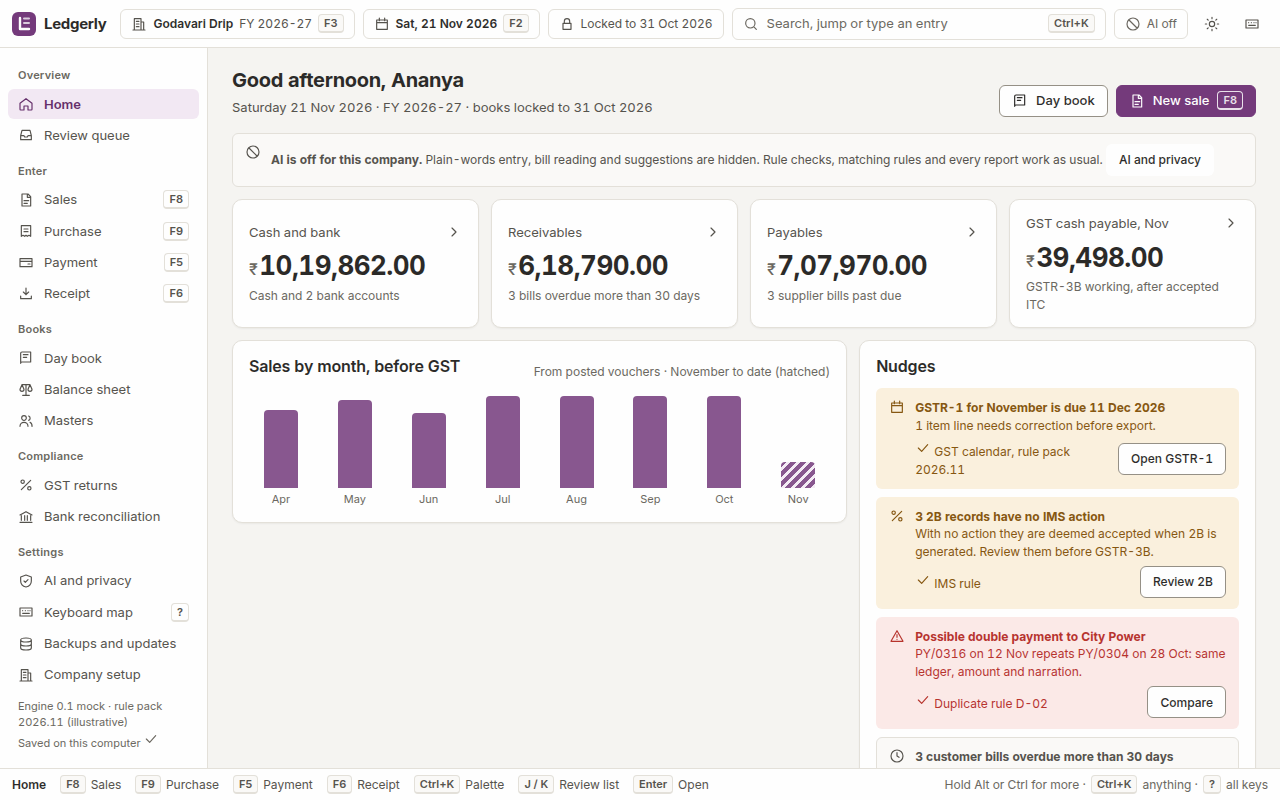 Ledgerly
Godavari Drip FY 2026-27 F3
Sat, 21 Nov 2026 F2
Locked to 31 Oct 2026
Search, jump or type an entry Ctrl+K
AI off
Overview
Home
Review queue
Enter
Sales F8
Purchase F9
Payment F5
Receipt F6
Books
Day book
Balance sheet
Masters
Compliance
GST returns
Bank reconciliation
Settings
AI and privacy
Keyboard map ?
Backups and updates
Company setup
Engine 0.1 mock · rule pack
2026.11 (illustrative)
Saved on this computer
Good afternoon, Ananya
Saturday 21 Nov 2026 · FY 2026-27 · books locked to 31 Oct 2026
Day book
New sale F8
AI is off for this company. Plain-words entry, bill reading and suggestions are hidden. Rule checks, matching rules and every report work as usual. AI and privacy
Cash and bank
₹10,19,862.00
Cash and 2 bank accounts
Receivables
₹6,18,790.00
3 bills overdue more than 30 days
Payables
₹7,07,970.00
3 supplier bills past due
GST cash payable, Nov
₹39,498.00
GSTR-3B working, after accepted
ITC
Sales by month, before GST
From posted vouchers · November to date (hatched)
Apr May Jun Jul Aug Sep Oct Nov
Nudges
GSTR-1 for November is due 11 Dec 2026
1 item line needs correction before export.
GST calendar, rule pack
2026.11
Open GSTR-1
3 2B records have no IMS action
With no action they are deemed accepted when 2B is
generated. Review them before GSTR-3B.
IMS rule
Review 2B
Possible double payment to City Power
PY/0316 on 12 Nov repeats PY/0304 on 28 Oct: same
ledger, amount and narration.
Duplicate rule D-02
Compare
3 customer bills overdue more than 30 days
Home F8 Sales F9 Purchase F5 Payment F6 Receipt Ctrl+K Palette J / K Review list Enter Open
Hold Alt or Ctrl for more · Ctrl+K anything · ? all keys